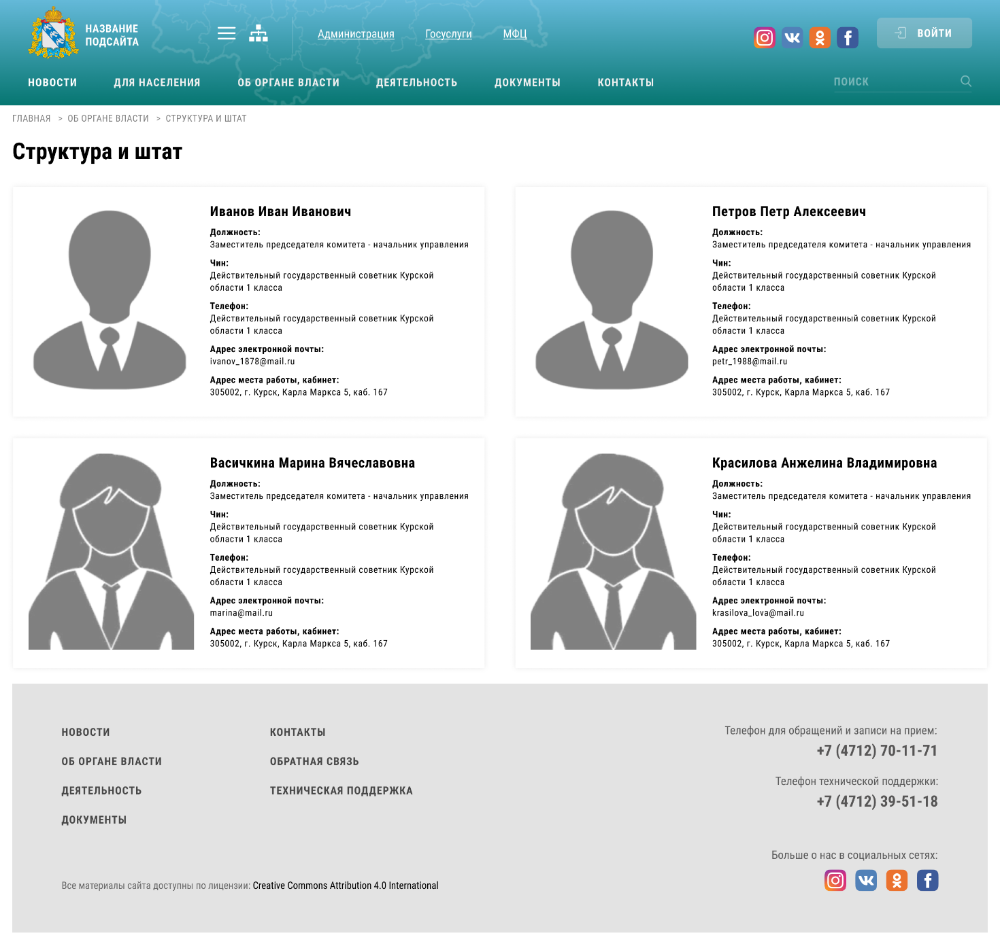 НАЗВАНИЕ
ПОДСАЙТА
Администрация
Госуслуги
МФЦ
ВОЙТИ
НОВОСТИ
ДЛЯ НАСЕЛЕНИЯ
ОБ ОРГАНЕ ВЛАСТИ
ДЕЯТЕЛЬНОСТЬ
ДОКУМЕНТЫ
КОНТАКТЫ
ПОИСК
ГЛАВНАЯ > ОБ ОРГАНЕ ВЛАСТИ > СТРУКТУРА И ШТАТ
Структура и штат
Иванов Иван Иванович
Должность:
Заместитель председателя комитета - начальник управления
Чин:
Действительный государственный советник Курской
области 1 класса
Телефон:
Действительный государственный советник Курской
области 1 класса
Адрес электронной почты:
ivanov_1878@mail.ru
Адрес места работы, кабинет:
305002, г. Курск, Карла Маркса 5, каб. 167
Петров Петр Алексеевич
Должность:
Заместитель председателя комитета - начальник управления
Чин:
Действительный государственный советник Курской
области 1 класса
Телефон:
Действительный государственный советник Курской
области 1 класса
Адрес электронной почты:
petr_1988@mail.ru
Адрес места работы, кабинет:
305002, г. Курск, Карла Маркса 5, каб. 167
Васичкина Марина Вячеславовна
Должность:
Заместитель председателя комитета - начальник управления
Чин:
Действительный государственный советник Курской
области 1 класса
Телефон:
Действительный государственный советник Курской
области 1 класса
Адрес электронной почты:
marina@mail.ru
Адрес места работы, кабинет:
305002, г. Курск, Карла Маркса 5, каб. 167
Красилова Анжелина Владимировна
Должность:
Заместитель председателя комитета - начальник управления
Чин:
Действительный государственный советник Курской
области 1 класса
Телефон:
Действительный государственный советник Курской
области 1 класса
Адрес электронной почты:
krasilova_lova@mail.ru
Адрес места работы, кабинет:
305002, г. Курск, Карла Маркса 5, каб. 167
НОВОСТИ
ОБ ОРГАНЕ ВЛАСТИ
ДЕЯТЕЛЬНОСТЬ
ДОКУМЕНТЫ
КОНТАКТЫ
ОБРАТНАЯ СВЯЗЬ
ТЕХНИЧЕСКАЯ ПОДДЕРЖКА
Телефон для обращений и записи на прием:
+7 (4712) 70-11-71
Телефон технической поддержки:
+7 (4712) 39-51-18
Больше о нас в социальных сетях:
Все материалы сайта доступны по лицензии: Creative Commons Attribution 4.0 International